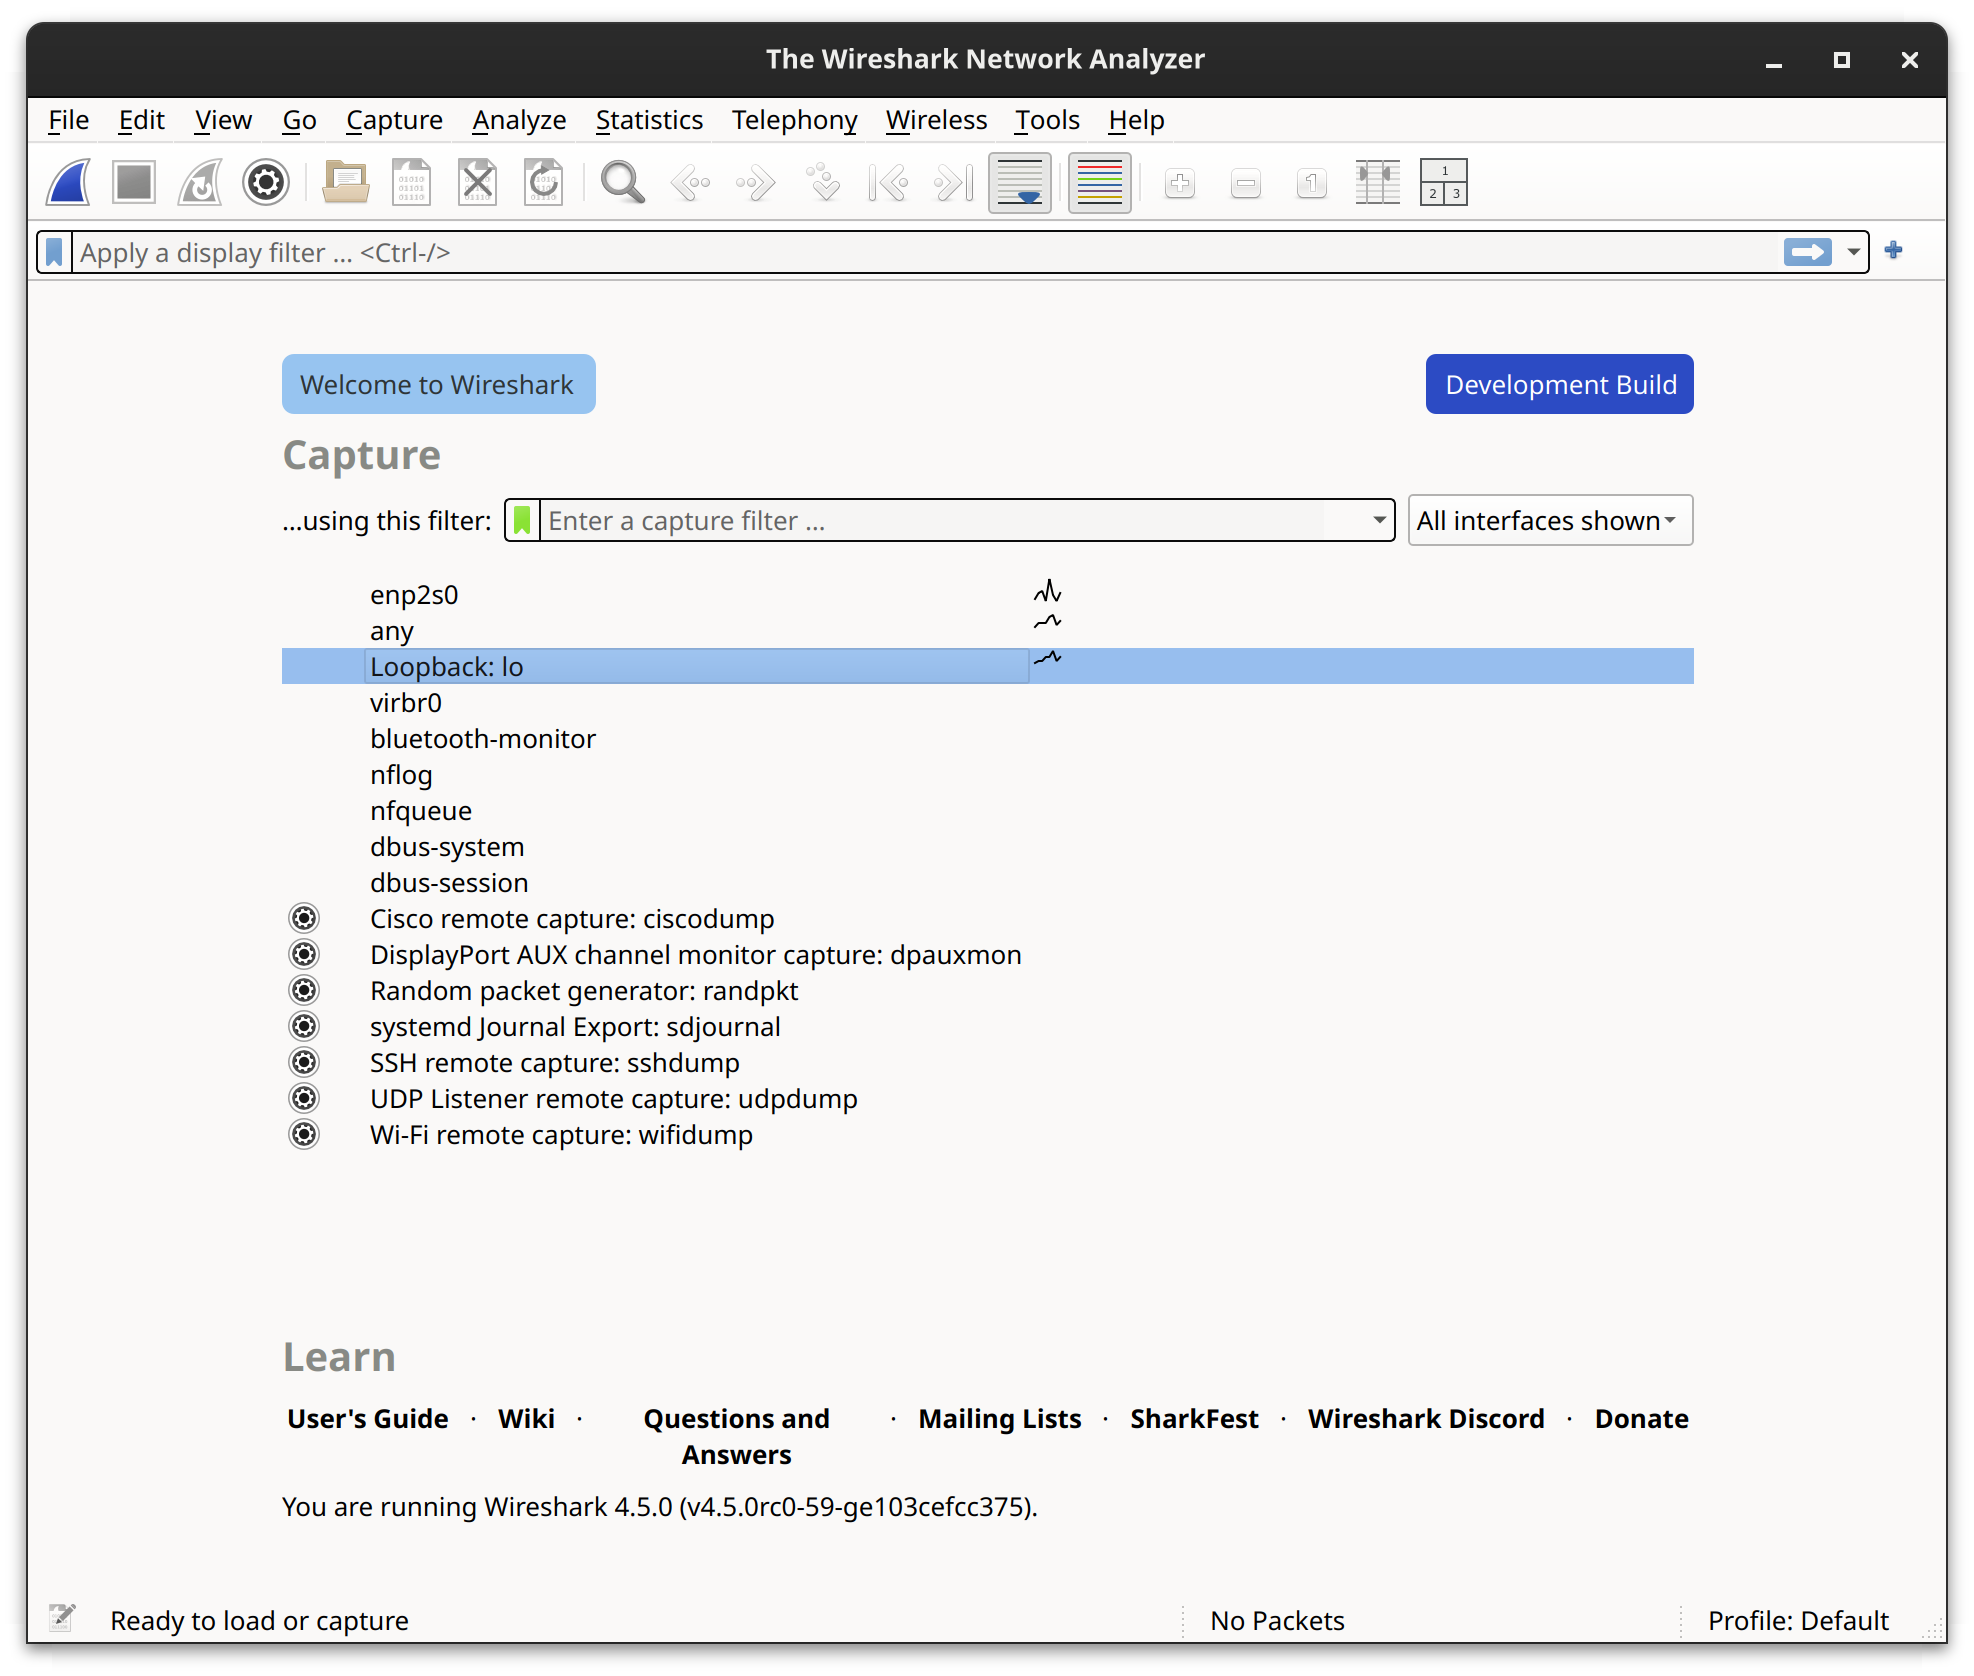 The Wireshark Network Analyzer
File Edit View Go Capture Analyze Statistics Telephony Wireless Tools Help
1
1
2 3
Apply a display filter ... <Ctrl-/>
Welcome to Wireshark
Development Build
Capture
...using this filter:
Enter a capture filter ...
All interfaces shown
enp2s0
any
Loopback: lo
virbr0
bluetooth-monitor
nflog
nfqueue
dbus-system
dbus-session
Cisco remote capture: ciscodump
DisplayPort AUX channel monitor capture: dpauxmon
Random packet generator: randpkt
systemd Journal Export: sdjournal
SSH remote capture: sshdump
UDP Listener remote capture: udpdump
Wi-Fi remote capture: wifidump
Learn
User's Guide · Wiki · Questions and Answers · Mailing Lists · SharkFest · Wireshark Discord · Donate
You are running Wireshark 4.5.0 (v4.5.0rc0-59-ge103cefcc375).
Ready to load or capture
No Packets
Profile: Default